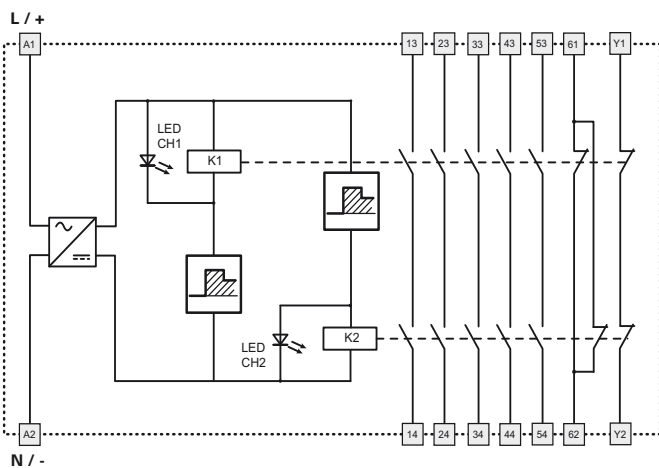 L / +
A1 13 23 33 43 53 61 Y1
LED
CH1
K1
LED
CH2
K2
A2 14 24 34 44 54 62 Y2
N / -